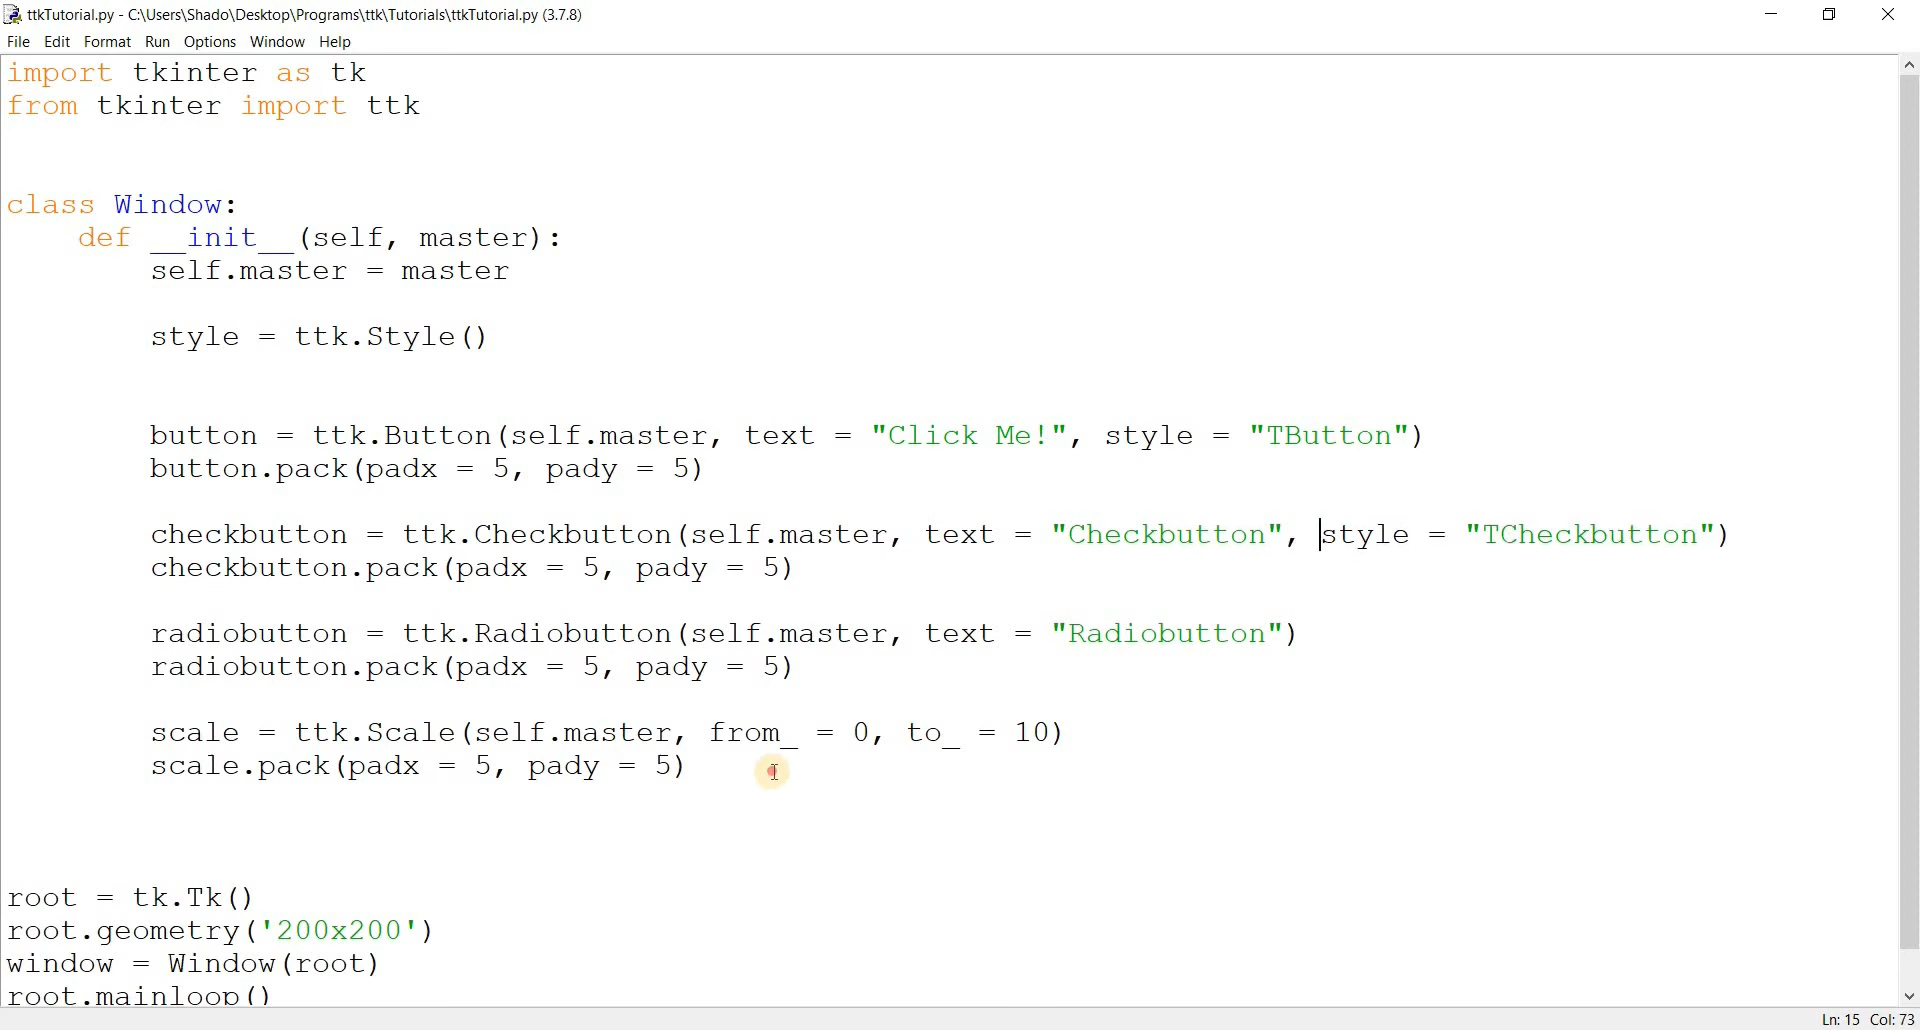 ttkTutorial.py - C:\Users\Shado\Desktop\Programs\ttk\Tutorials\ttkTutorial.py (3.7.8)
File Edit Format Run Options Window Help
import tkinter as tk
from tkinter import ttk
class Window:
    def __init__(self, master):
        self.master = master
        style = ttk.Style()
        button = ttk.Button(self.master, text = "Click Me!", style = "TButton")
        button.pack(padx = 5, pady = 5)
        checkbutton = ttk.Checkbutton(self.master, text = "Checkbutton", style = "TCheckbutton")
        checkbutton.pack(padx = 5, pady = 5)
        radiobutton = ttk.Radiobutton(self.master, text = "Radiobutton")
        radiobutton.pack(padx = 5, pady = 5)
        scale = ttk.Scale(self.master, from_ = 0, to_ = 10)
        scale.pack(padx = 5, pady = 5)
root = tk.Tk()
root.geometry('200x200')
window = Window(root)
root.mainloop()
Ln: 15 Col: 73